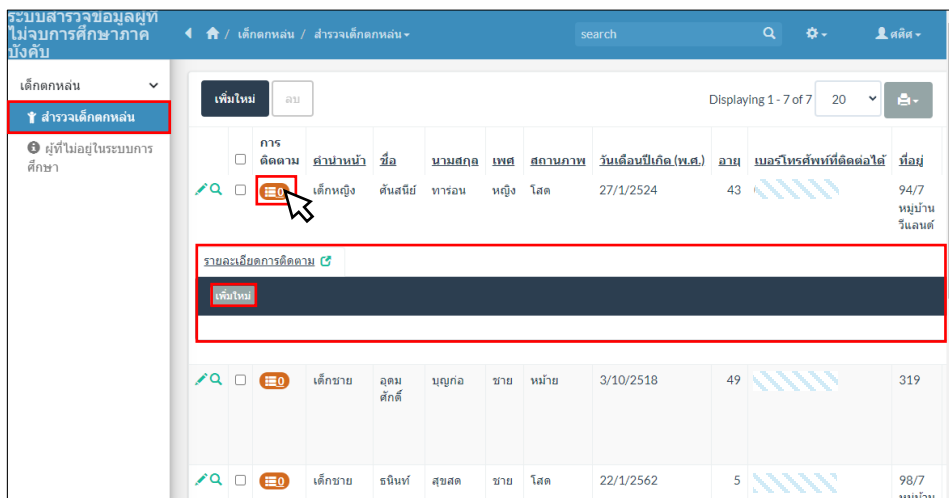 ระบบสำรวจข้อมูลผู้ที่
ไม่จบการศึกษาภาค
บังคับ
/ เด็กตกหล่น / สำรวจเด็กตกหล่น
search
ศศิศ
เด็กตกหล่น
สำรวจเด็กตกหล่น
ผู้ที่ไม่อยู่ในระบบการ
ศึกษา
เพิ่มใหม่ ลบ Displaying 1 - 7 of 7 20
การ
ติดตาม คำนำหน้า ชื่อ นามสกุล เพศ สถานภาพ วันเดือนปีเกิด (พ.ศ.) อายุ เบอร์โทรศัพท์ที่ติดต่อได้ ที่อยู่
0 เด็กหญิง ศันสนีย์ ทาร่อน หญิง โสด 27/1/2524 43 94/7
หมู่บ้าน
วีแลนด์
รายละเอียดการติดตาม
เพิ่มใหม่
0 เด็กชาย อุดม บุญก่อ ชาย หม้าย 3/10/2518 49 319
ศักดิ์
0 เด็กชาย ธนินท์ สุขสด ชาย โสด 22/1/2562 5 98/7
หมู่บ้าน